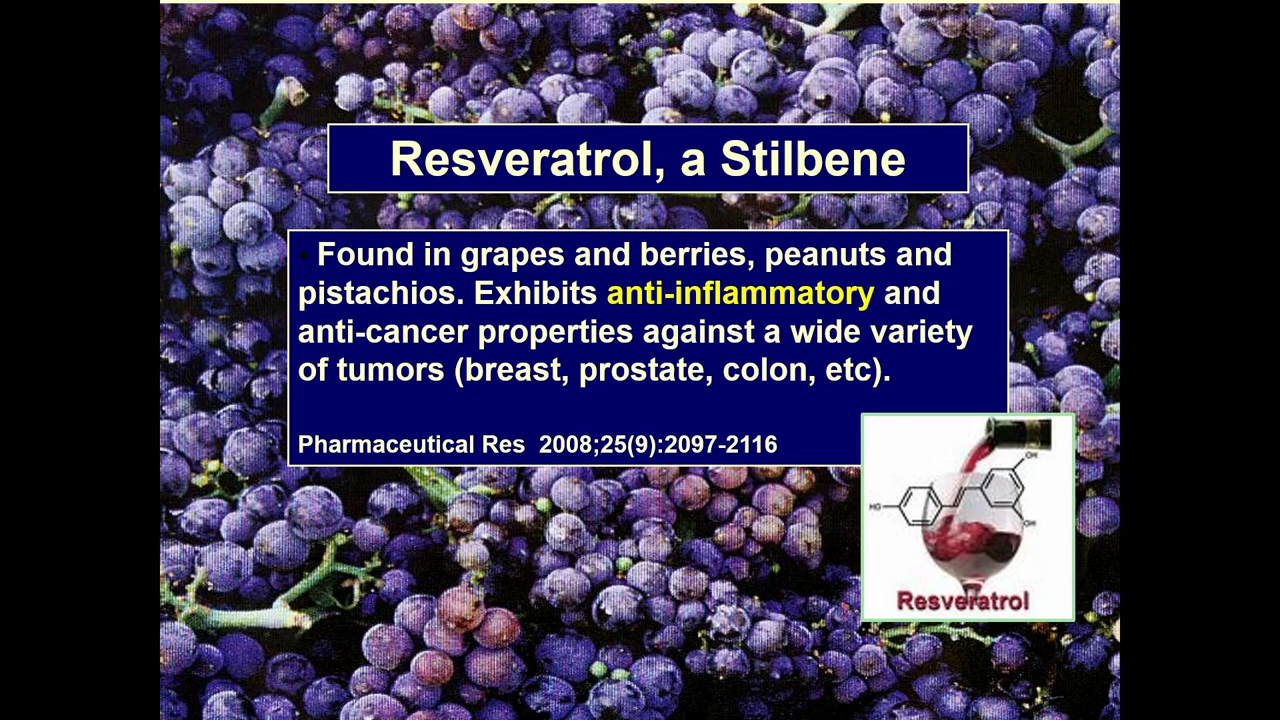 Resveratrol, a Stilbene
• Found in grapes and berries, peanuts and
pistachios. Exhibits anti-inflammatory and
anti-cancer properties against a wide variety
of tumors (breast, prostate, colon, etc).
Pharmaceutical Res  2008;25(9):2097-2116
OH
HO
OH
Resveratrol